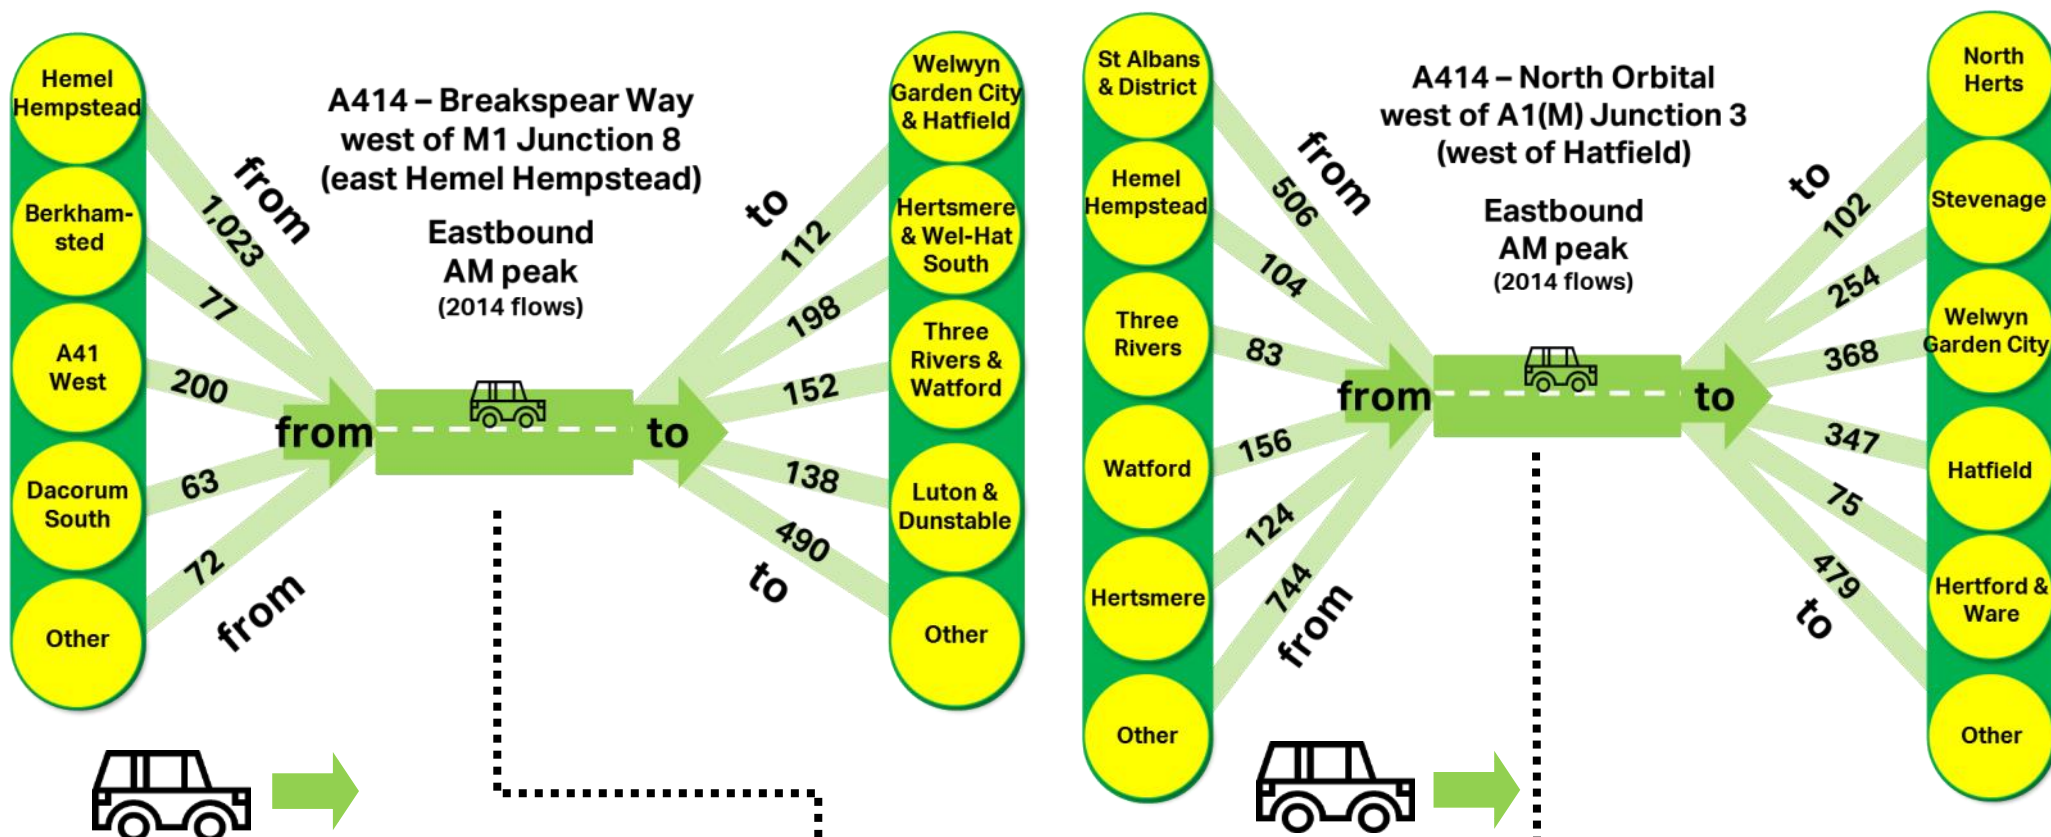 Hemel
Hempstead
Berkham-
sted
A41
West
Dacorum
South
Other
from
1,023
77
200
63
72
from
A414 – Breakspear Way
west of M1 Junction 8
(east Hemel Hempstead)
Eastbound
AM peak
(2014 flows)
from
to
to
112
198
152
138
490
to
Welwyn
Garden City
& Hatfield
Hertsmere
& Wel-Hat
South
Three
Rivers &
Watford
Luton &
Dunstable
Other
St Albans
& District
Hemel
Hempstead
Three
Rivers
Watford
Hertsmere
Other
from
506
104
83
156
124
744
from
A414 – North Orbital
west of A1(M) Junction 3
(west of Hatfield)
Eastbound
AM peak
(2014 flows)
from
to
to
102
254
368
347
75
479
to
North
Herts
Stevenage
Welwyn
Garden City
Hatfield
Hertford &
Ware
Other